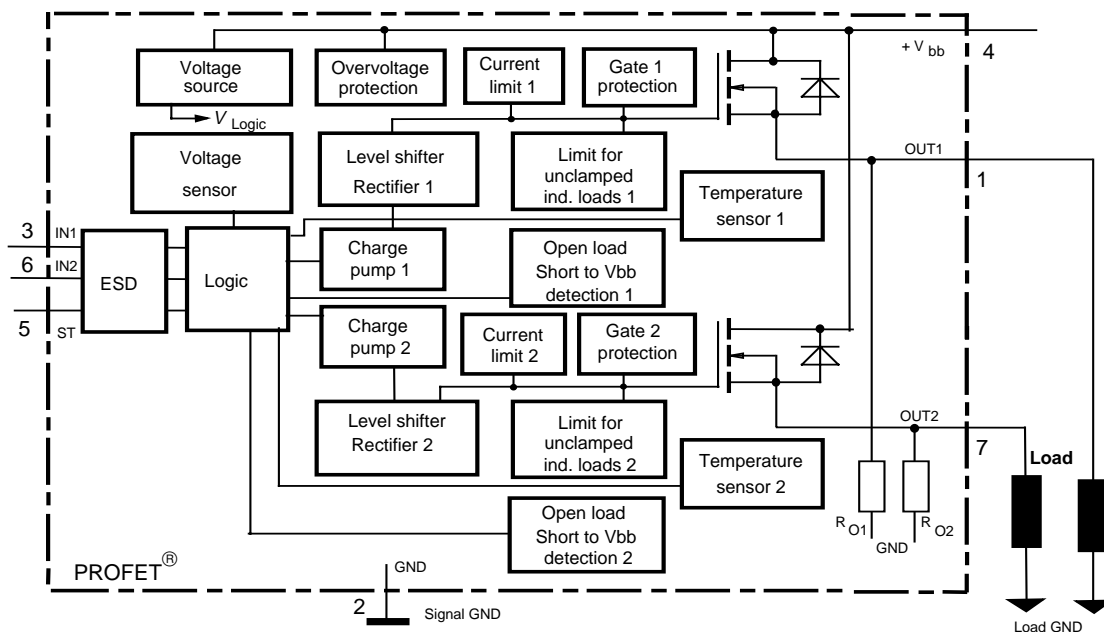 + V bb
4
Voltage
source
Overvoltage
protection
Current
limit 1
Gate 1
protection
V Logic
OUT1
1
Voltage
sensor
Level shifter
Rectifier 1
Limit for
unclamped
ind. loads 1
Temperature
sensor 1
3
IN1
6
IN2
5
ST
ESD
Logic
Charge
pump 1
Open load
Short to Vbb
detection 1
Charge
pump 2
Current
limit 2
Gate 2
protection
Level shifter
Rectifier 2
Limit for
unclamped
ind. loads 2
OUT2
7
Temperature
sensor 2
Load
R O1
GND
R O2
Open load
Short to Vbb
detection 2
PROFET®
GND
2
Signal GND
Load GND